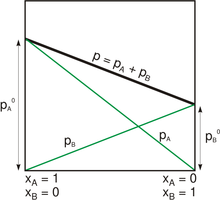 p = pA + pB
pA⁰
pB
pA
pB⁰
xA = 1
xB = 0
xA = 0
xB = 1